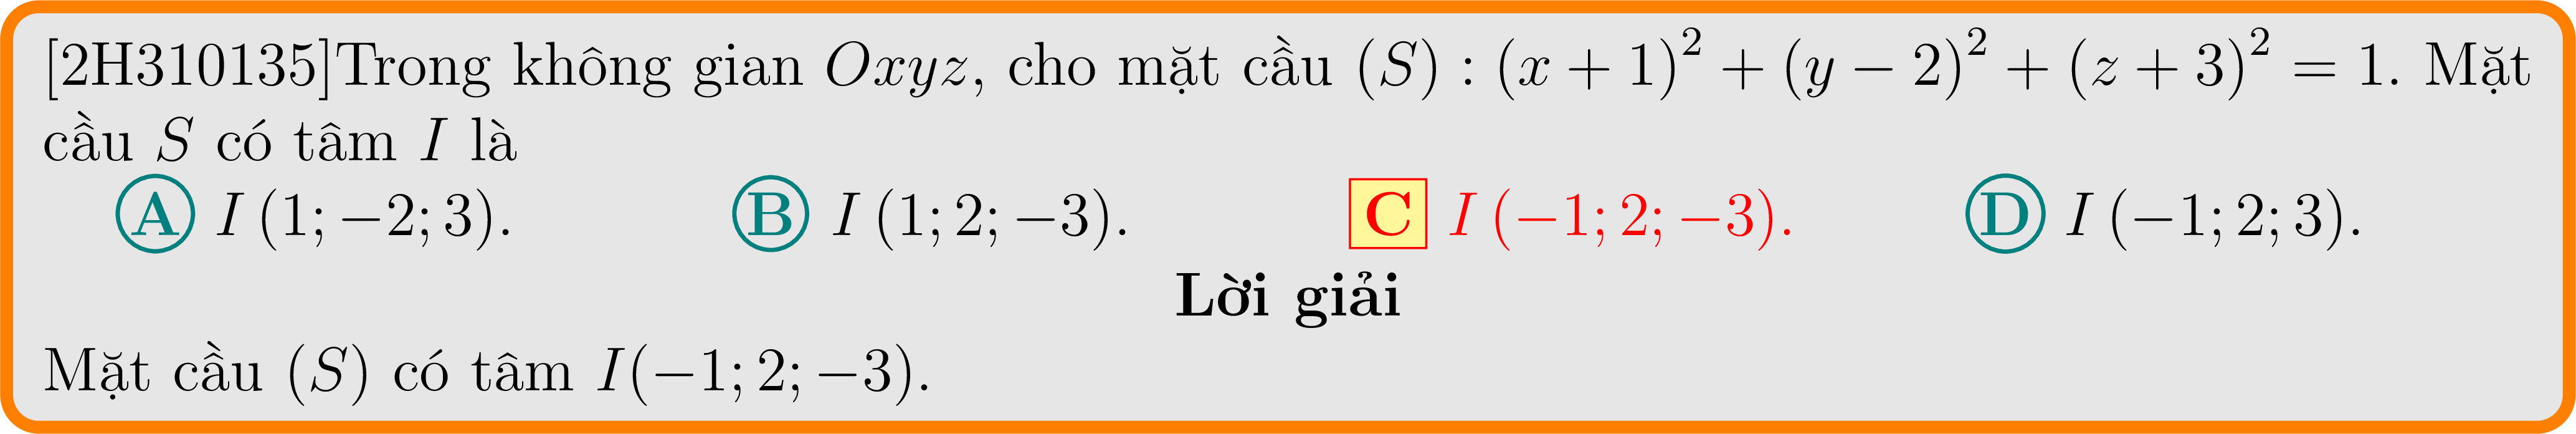 [2H310135]Trong không gian Oxyz, cho mặt cầu (S) : (x + 1)² + (y − 2)² + (z + 3)² = 1. Mặt
cầu S có tâm I là
A I (1; −2; 3). B I (1; 2; −3). C I (−1; 2; −3). D I (−1; 2; 3).
Lời giải
Mặt cầu (S) có tâm I(−1; 2; −3).